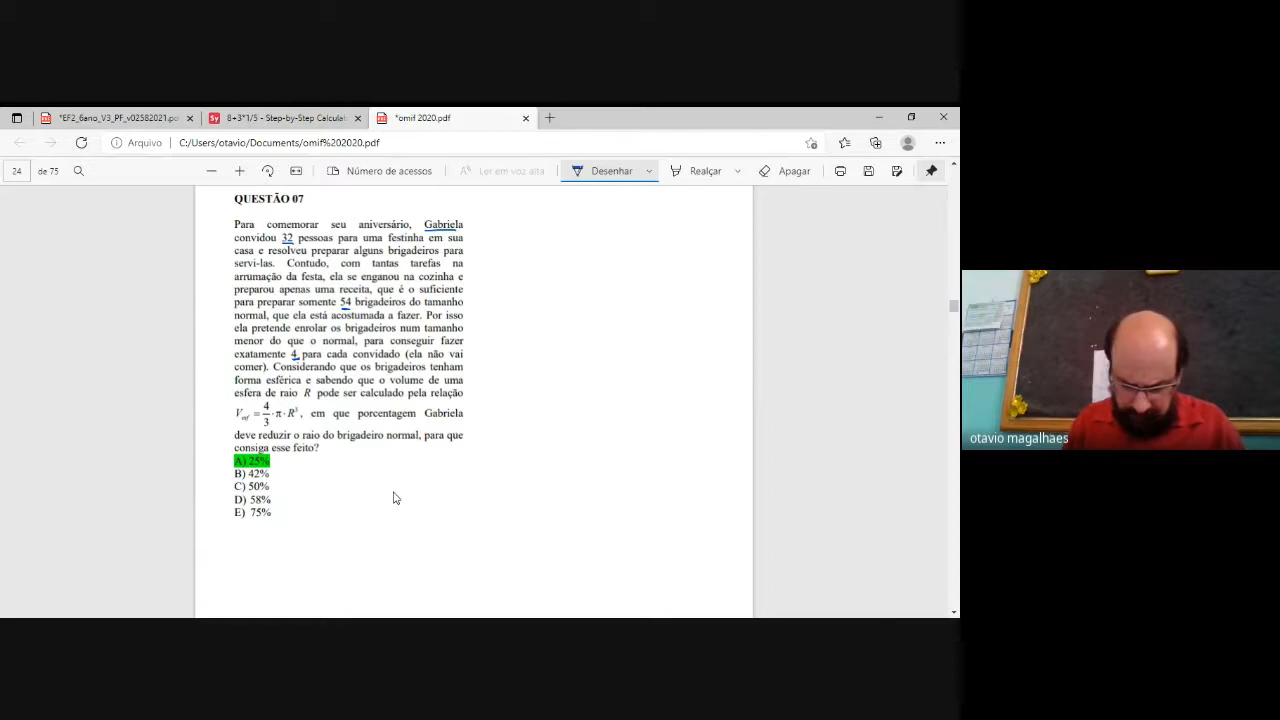 *EF2_6ano_V3_PF_v02582021.po
8+3*1/5 - Step-by-Step Calculat
*omif 2020.pdf
Arquivo
C:/Users/otavio/Documents/omif%202020.pdf
24
de 75
Número de acessos
Ler em voz alta
Desenhar
Realçar
Apagar
QUESTÃO 07
Para comemorar seu aniversário, Gabriela
convidou 32 pessoas para uma festinha em sua
casa e resolveu preparar alguns brigadeiros para
servi-las. Contudo, com tantas tarefas na
arrumação da festa, ela se enganou na cozinha e
preparou apenas uma receita, que é o suficiente
para preparar somente 54 brigadeiros do tamanho
normal, que ela está acostumada a fazer. Por isso
ela pretende enrolar os brigadeiros num tamanho
menor do que o normal, para conseguir fazer
exatamente 4 para cada convidado (ela não vai
comer). Considerando que os brigadeiros tenham
forma esférica e sabendo que o volume de uma
esfera de raio R pode ser calculado pela relação
V_esf = 4/3 · π · R³, em que porcentagem Gabriela
deve reduzir o raio do brigadeiro normal, para que
consiga esse feito?
A) 25%
B) 42%
C) 50%
D) 58%
E) 75%
otavio magalhaes